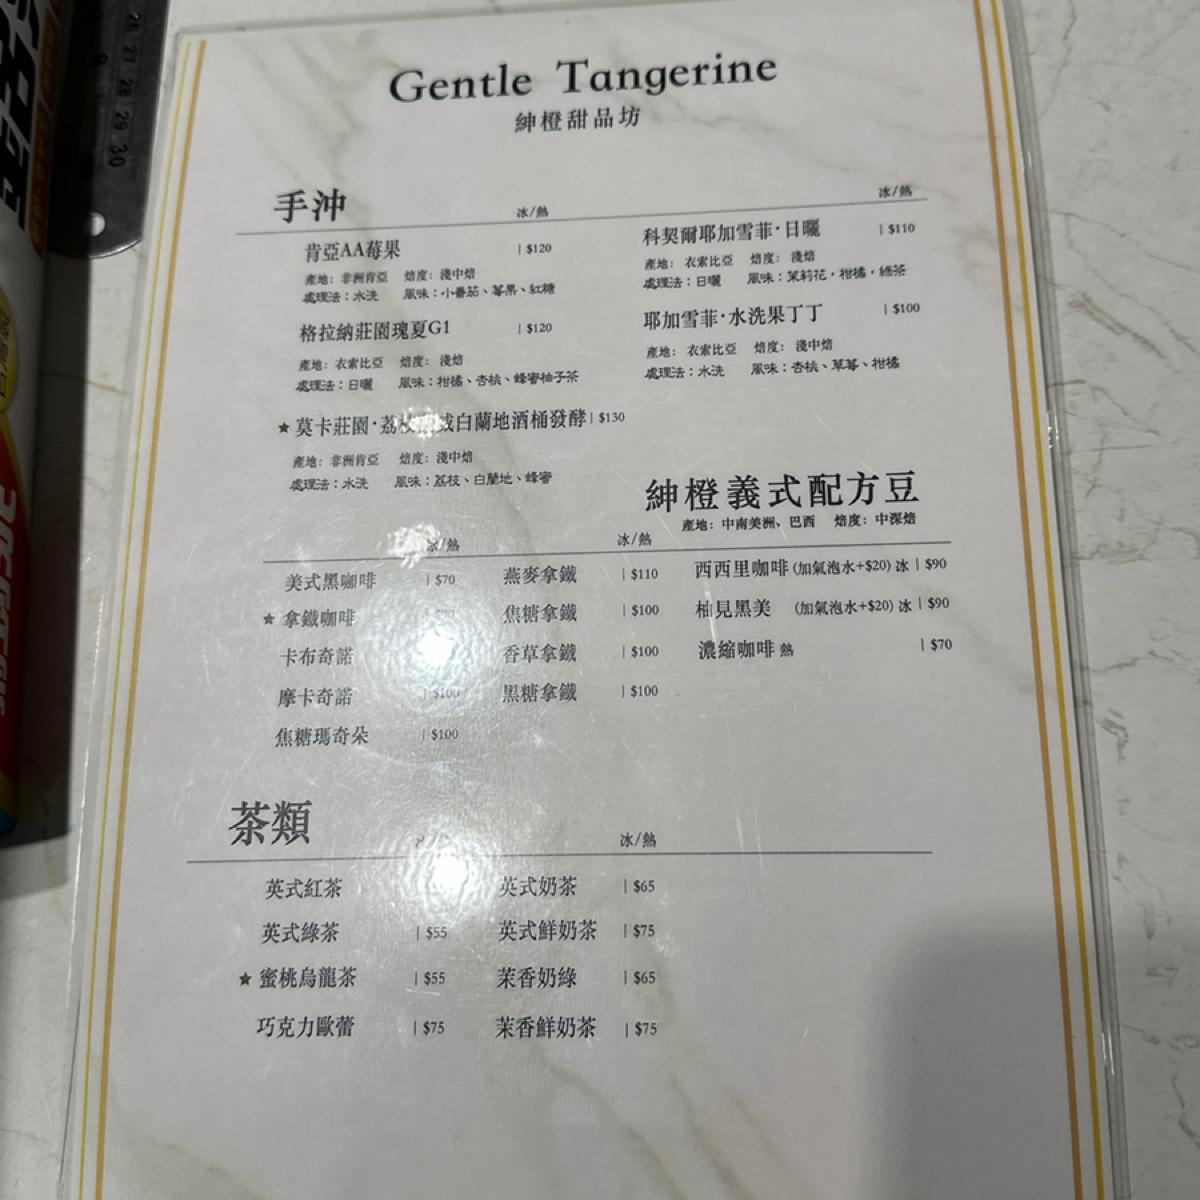 26 27 28 29 30
Gentle Tangerine
紳橙甜品坊
手沖 冰/熱 冰/熱
肯亞AA莓果 | $120
產地：非洲肯亞 焙度：淺中焙
處理法：水洗 風味：小番茄、莓果、紅糖
科契爾耶加雪菲·日曬 | $110
產地：衣索比亞 焙度：淺焙
處理法：日曬 風味：茉莉花，柑橘，綠茶
格拉納莊園瑰夏G1 | $120
產地：衣索比亞 焙度：淺焙
處理法：日曬 風味：柑橘、杏桃、蜂蜜柚子茶
耶加雪菲·水洗果丁丁 | $100
產地：衣索比亞 焙度：淺中焙
處理法：水洗 風味：杏桃、草莓、柑橘
★ 莫卡莊園·荔枝 白蘭地酒桶發酵 | $130
產地：非洲肯亞 焙度：淺中焙
處理法：水洗 風味：荔枝、白蘭地、蜂蜜
紳橙義式配方豆
產地：中南美洲、巴西 焙度：中深焙
冰/熱 冰/熱
美式黑咖啡 | $70 燕麥拿鐵 | $110 西西里咖啡 (加氣泡水+$20) 冰 | $90
★ 拿鐵咖啡 焦糖拿鐵 | $100 柚見黑美 (加氣泡水+$20) 冰 | $90
卡布奇諾 香草拿鐵 | $100 濃縮咖啡 熱 | $70
摩卡奇諾 | $100 黑糖拿鐵 | $100
焦糖瑪奇朵 | $100
茶類 冰/熱
英式紅茶 英式奶茶 | $65
英式綠茶 | $55 英式鮮奶茶 | $75
★ 蜜桃烏龍茶 | $55 茉香奶綠 | $65
巧克力歐蕾 | $75 茉香鮮奶茶 | $75